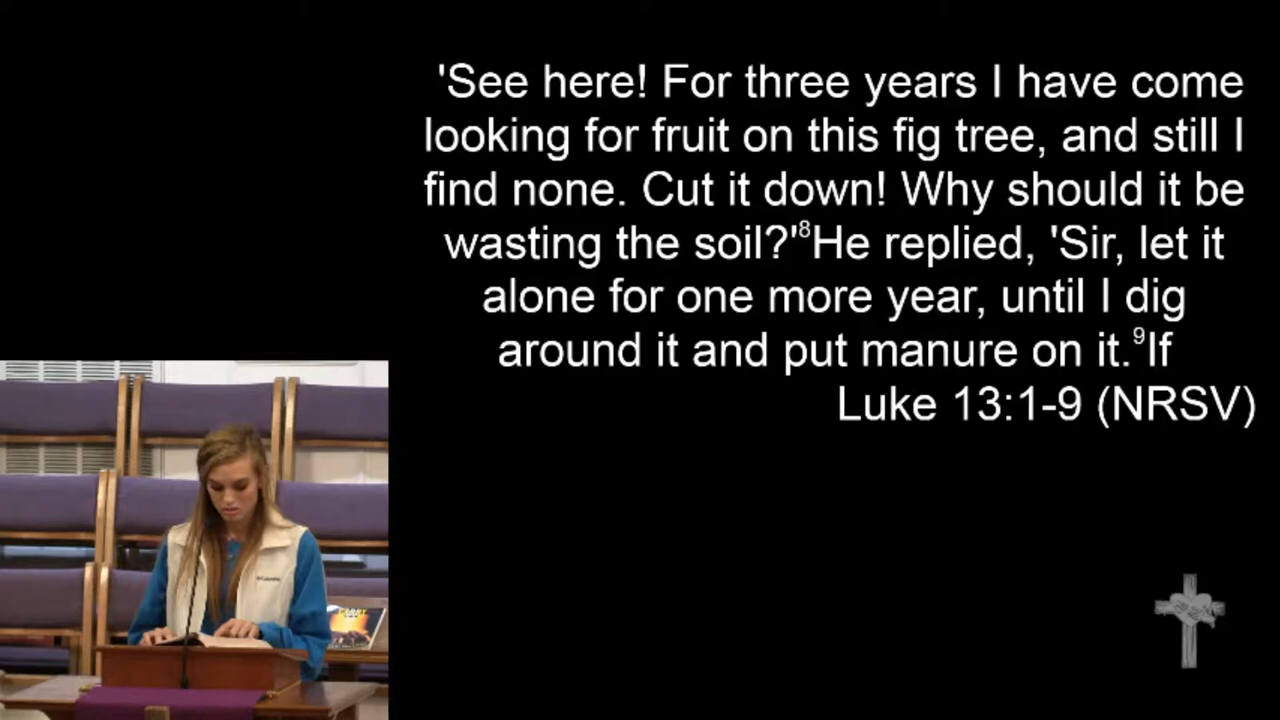 'See here! For three years I have come
looking for fruit on this fig tree, and still I
find none. Cut it down! Why should it be
wasting the soil?'⁸He replied, 'Sir, let it
alone for one more year, until I dig
around it and put manure on it.⁹If
Luke 13:1-9 (NRSV)
Columbia
CARRY